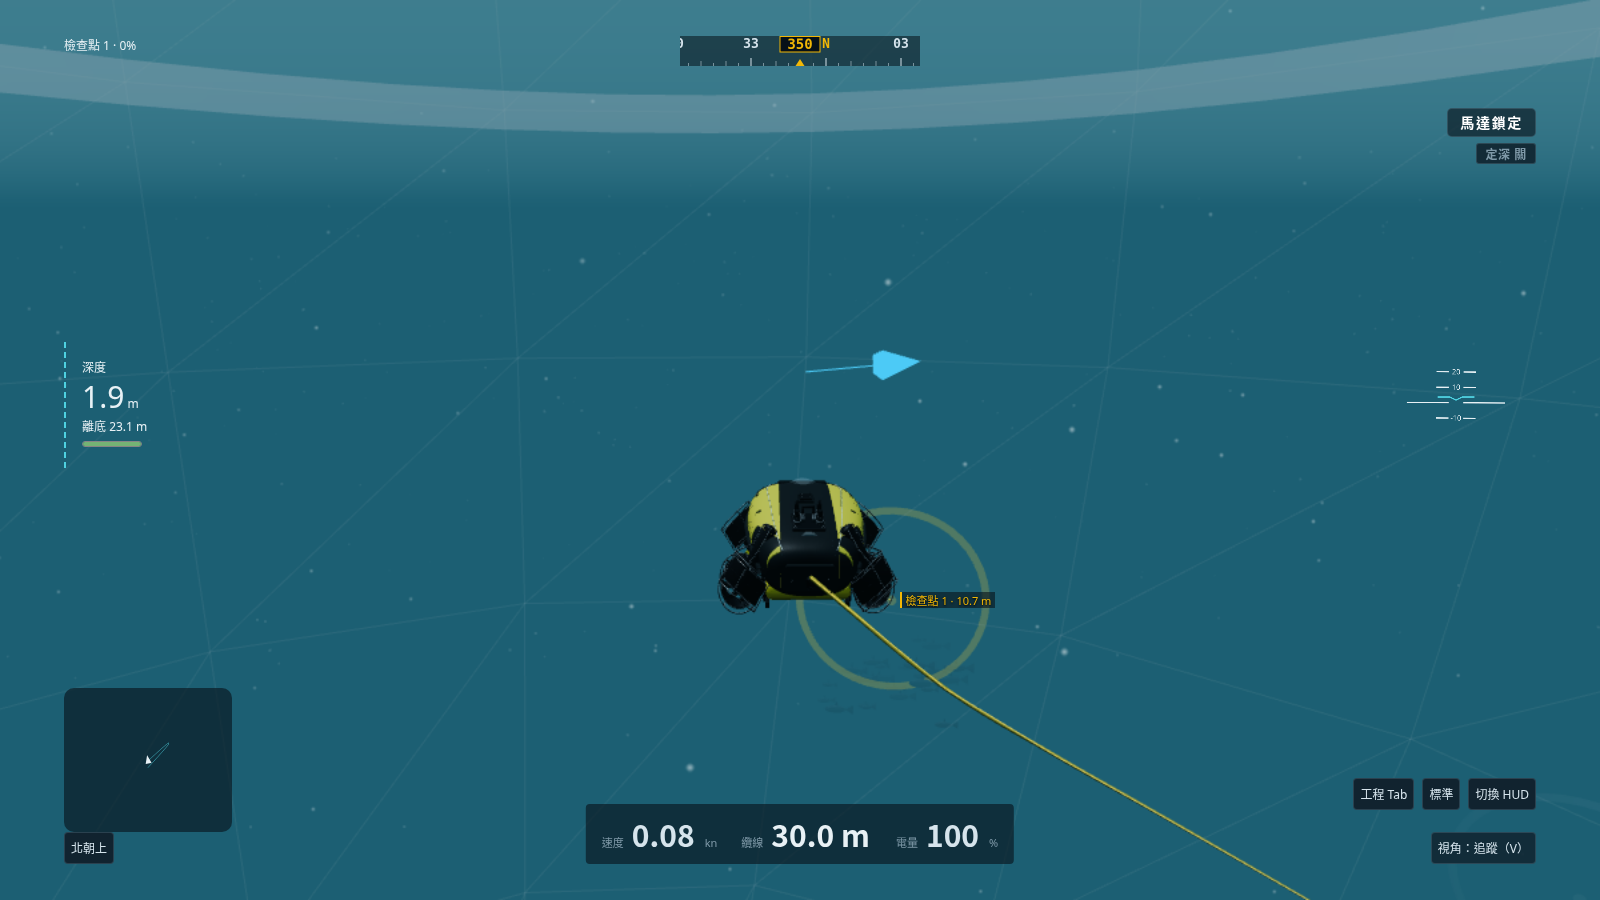 檢查點 1 · 0%
33 350 N 03
馬達鎖定
定深 關
深度
1.9 m
離底 23.1 m
20
10
-10
檢查點 1 · 10.7 m
北朝上
速度 0.08 kn 纜線 30.0 m 電量 100 %
工程 Tab 標準 切換 HUD
視角：追蹤（V）